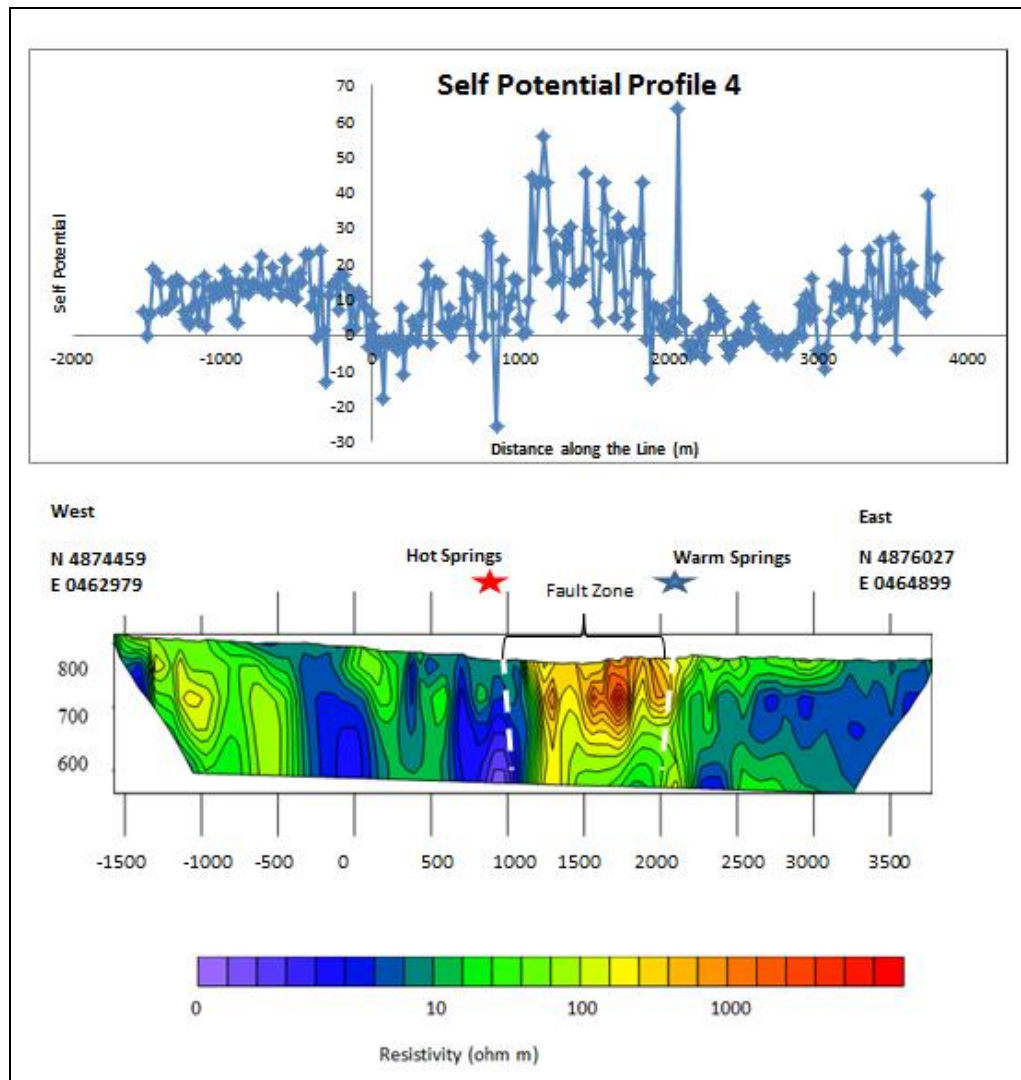 Self Potential Profile 4
70
60
50
40
30
20
10
0
-10
-20
-30
Self Potential
-2000 -1000 0 1000 2000 3000 4000
Distance along the Line (m)
West
East
N 4874459
E 0462979
N 4876027
E 0464899
Hot Springs
Warm Springs
Fault Zone
800
700
600
-1500 -1000 -500 0 500 1000 1500 2000 2500 3000 3500
0 10 100 1000
Resistivity (ohm m)